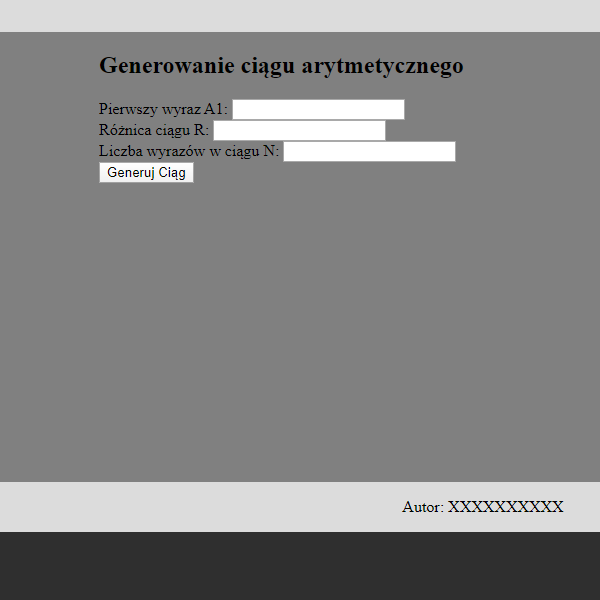 Generowanie ciągu arytmetycznego
Pierwszy wyraz A1:
Różnica ciągu R:
Liczba wyrazów w ciągu N:
Generuj Ciąg
Autor: XXXXXXXXXX